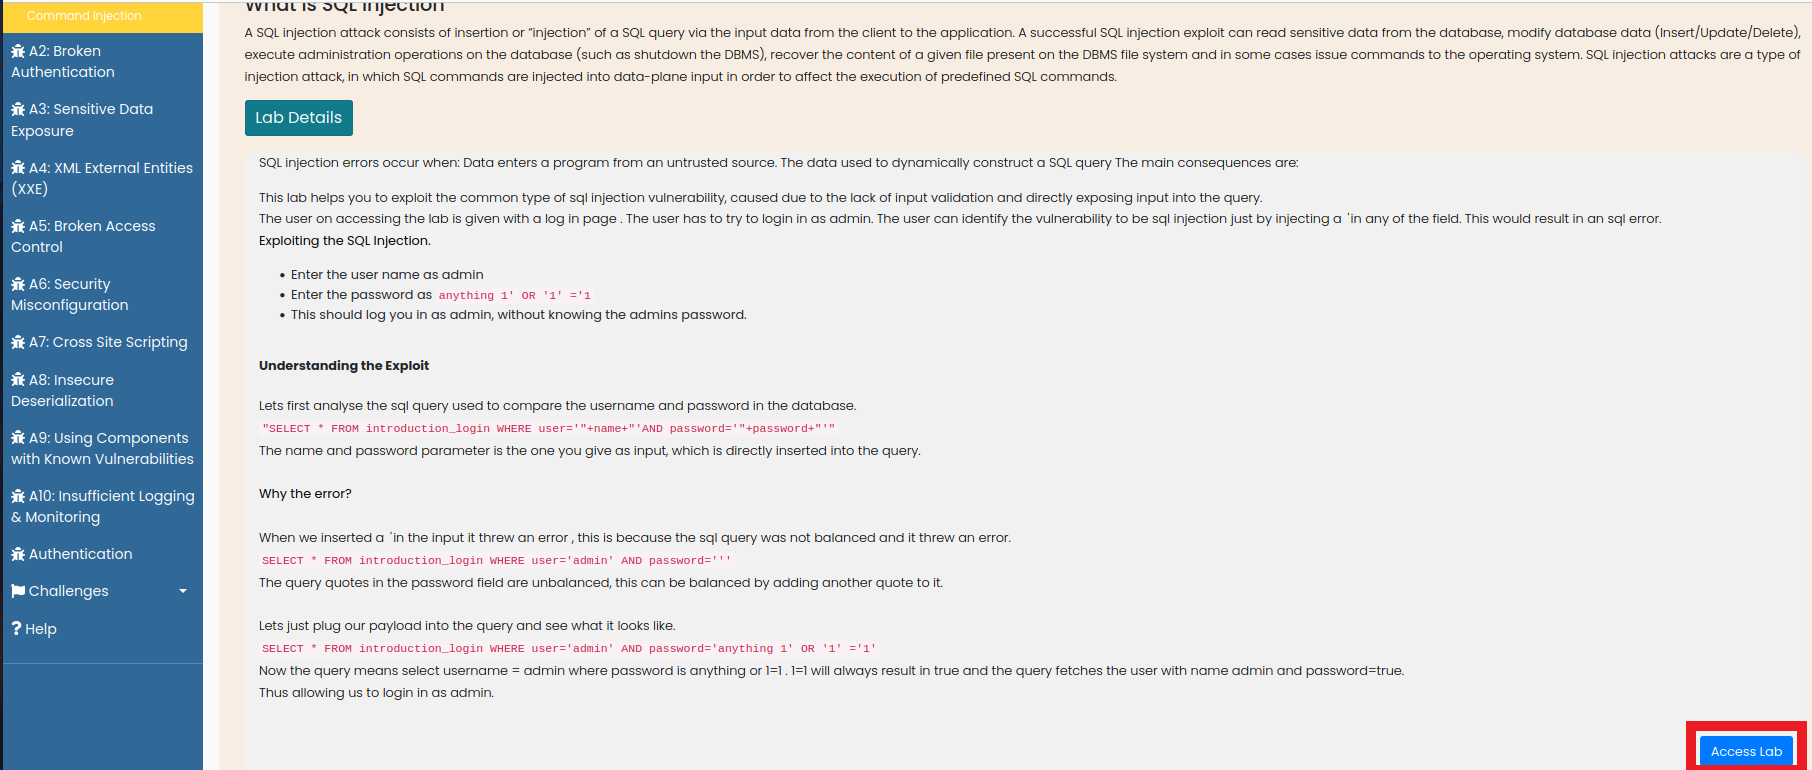 Command Injection
A2: Broken
Authentication
A3: Sensitive Data
Exposure
A4: XML External Entities
(XXE)
A5: Broken Access
Control
A6: Security
Misconfiguration
A7: Cross Site Scripting
A8: Insecure
Deserialization
A9: Using Components
with Known Vulnerabilities
A10: Insufficient Logging
& Monitoring
Authentication
Challenges
Help
What is SQL Injection
A SQL injection attack consists of insertion or “injection” of a SQL query via the input data from the client to the application. A successful SQL injection exploit can read sensitive data from the database, modify database data (Insert/Update/Delete),
execute administration operations on the database (such as shutdown the DBMS), recover the content of a given file present on the DBMS file system and in some cases issue commands to the operating system. SQL injection attacks are a type of
injection attack, in which SQL commands are injected into data-plane input in order to affect the execution of predefined SQL commands.
Lab Details
SQL injection errors occur when: Data enters a program from an untrusted source. The data used to dynamically construct a SQL query The main consequences are:
This lab helps you to exploit the common type of sql injection vulnerability, caused due to the lack of input validation and directly exposing input into the query.
The user on accessing the lab is given with a log in page . The user has to try to login in as admin. The user can identify the vulnerability to be sql injection just by injecting a ´in any of the field. This would result in an sql error.
Exploiting the SQL Injection.
• Enter the user name as admin
• Enter the password as anything 1' OR '1' ='1
• This should log you in as admin, without knowing the admins password.
Understanding the Exploit
Lets first analyse the sql query used to compare the username and password in the database.
"SELECT * FROM introduction_login WHERE user='"+name+"'AND password='"+password+"'"
The name and password parameter is the one you give as input, which is directly inserted into the query.
Why the error?
When we inserted a ´in the input it threw an error , this is because the sql query was not balanced and it threw an error.
SELECT * FROM introduction_login WHERE user='admin' AND password='''
The query quotes in the password field are unbalanced, this can be balanced by adding another quote to it.
Lets just plug our payload into the query and see what it looks like.
SELECT * FROM introduction_login WHERE user='admin' AND password='anything 1' OR '1' ='1'
Now the query means select username = admin where password is anything or 1=1 . 1=1 will always result in true and the query fetches the user with name admin and password=true.
Thus allowing us to login in as admin.
Access Lab